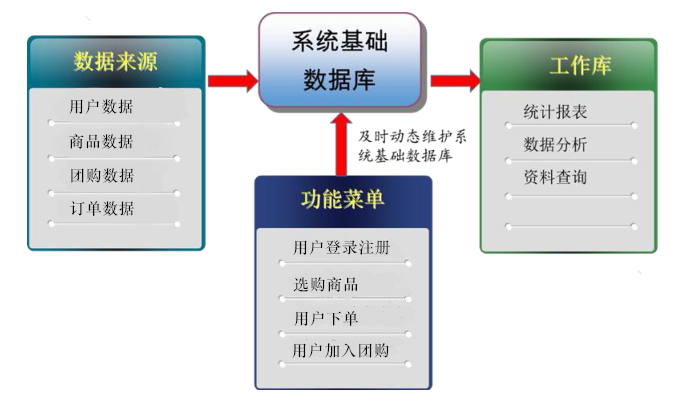 数据来源
用户数据
商品数据
团购数据
订单数据
系统基础
数据库
工作库
统计报表
数据分析
资料查询
及时动态维护系
统基础数据库
功能菜单
用户登录注册
选购商品
用户下单
用户加入团购